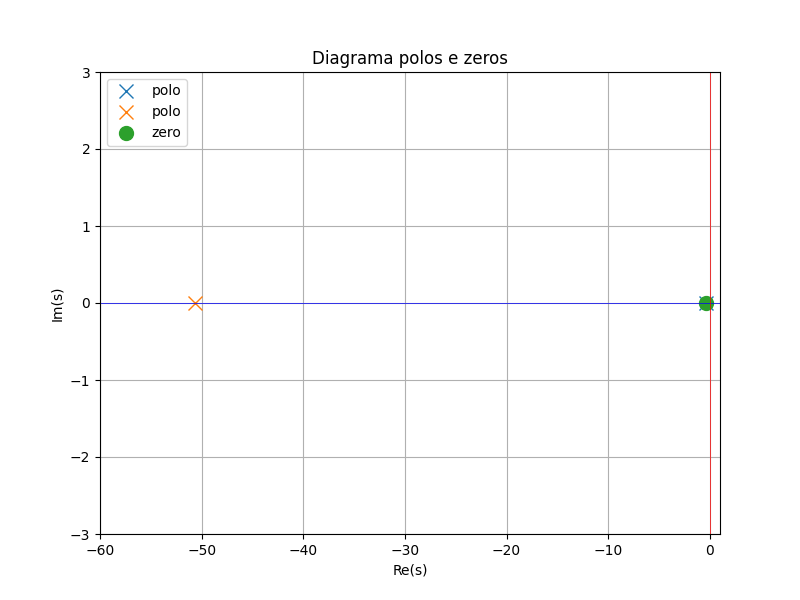 Diagrama polos e zeros
polo
polo
zero
3
2
1
0
−1
−2
−3
Im(s)
−60 −50 −40 −30 −20 −10 0
Re(s)